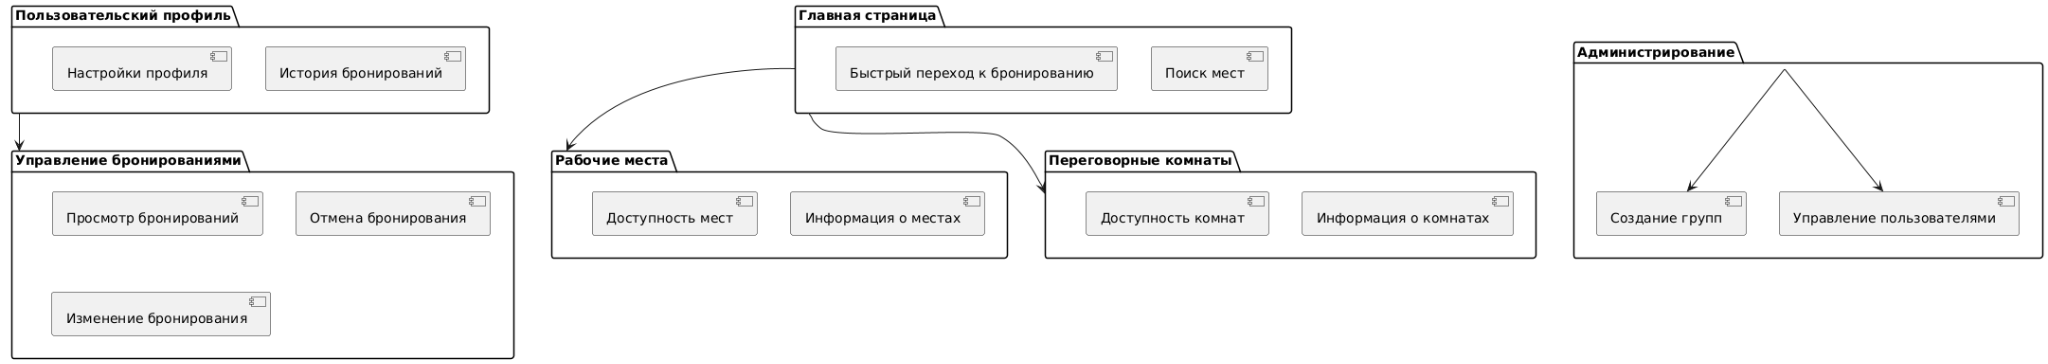 Пользовательский профиль
Настройки профиля
История бронирований
Управление бронированиями
Просмотр бронирований
Отмена бронирования
Изменение бронирования
Главная страница
Быстрый переход к бронированию
Поиск мест
Рабочие места
Доступность мест
Информация о местах
Переговорные комнаты
Доступность комнат
Информация о комнатах
Администрирование
Создание групп
Управление пользователями